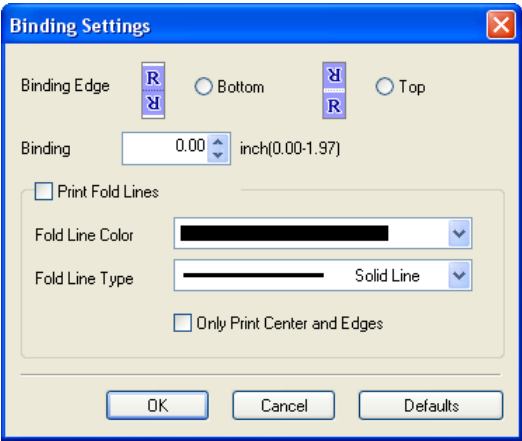 Binding Settings
Binding Edge R R Bottom R R Top
Binding 0.00 inch(0.00-1.97)
Print Fold Lines
Fold Line Color
Fold Line Type Solid Line
Only Print Center and Edges
OK Cancel Defaults